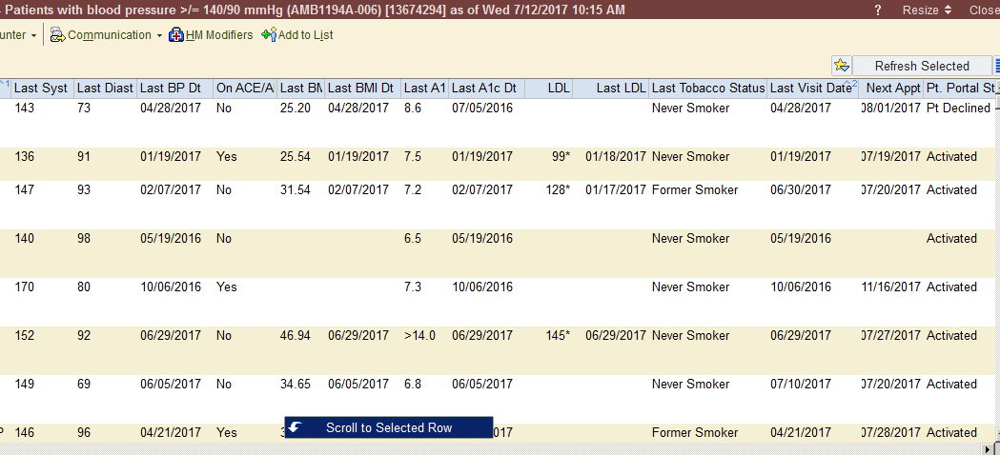 Patients with blood pressure >/= 140/90 mmHg (AMB1194A-006) [13674294] as of Wed 7/12/2017 10:15 AM ? Resize Close
unter Communication HM Modifiers Add to List
Refresh Selected
1 Last Syst Last Diast Last BP Dt On ACE/A Last BM Last BMI Dt Last A1 Last A1c Dt LDL Last LDL Last Tobacco Status Last Visit Date 2 Next Appt Pt. Portal St
143 73 04/28/2017 No 25.20 04/28/2017 8.6 07/05/2016 Never Smoker 04/28/2017 08/01/2017 Pt Declined
136 91 01/19/2017 Yes 25.54 01/19/2017 7.5 01/19/2017 99* 01/18/2017 Never Smoker 01/19/2017 07/19/2017 Activated
147 93 02/07/2017 No 31.54 02/07/2017 7.2 02/07/2017 128* 01/17/2017 Former Smoker 06/30/2017 07/20/2017 Activated
140 98 05/19/2016 No 6.5 05/19/2016 Never Smoker 05/19/2016 Activated
170 80 10/06/2016 Yes 7.3 10/06/2016 Never Smoker 10/06/2016 11/16/2017 Activated
152 92 06/29/2017 No 46.94 06/29/2017 >14.0 06/29/2017 145* 06/29/2017 Never Smoker 06/29/2017 07/27/2017 Activated
149 69 06/05/2017 No 34.65 06/05/2017 6.8 06/05/2017 Never Smoker 07/10/2017 07/20/2017 Activated
Scroll to Selected Row
146 96 04/21/2017 Yes 017 Former Smoker 04/21/2017 07/28/2017 Activated